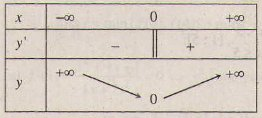 x −∞ 0 +∞
y' − || +
y +∞ 0 +∞